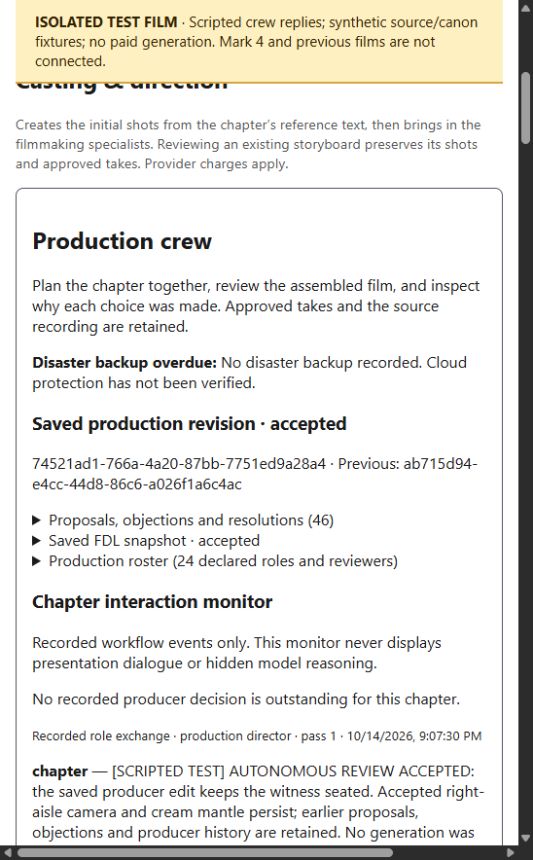 ISOLATED TEST FILM · Scripted crew replies; synthetic source/canon
fixtures; no paid generation. Mark 4 and previous films are not
connected.
Casting & direction
Creates the initial shots from the chapter's reference text, then brings in the
filmmaking specialists. Reviewing an existing storyboard preserves its shots
and approved takes. Provider charges apply.
Production crew
Plan the chapter together, review the assembled film, and inspect
why each choice was made. Approved takes and the source
recording are retained.
Disaster backup overdue: No disaster backup recorded. Cloud
protection has not been verified.
Saved production revision · accepted
74521ad1-766a-4a20-87bb-7751ed9a28a4 · Previous: ab715d94-
e4cc-44d8-86c6-a026f1a6c4ac
▶ Proposals, objections and resolutions (46)
▶ Saved FDL snapshot · accepted
▶ Production roster (24 declared roles and reviewers)
Chapter interaction monitor
Recorded workflow events only. This monitor never displays
presentation dialogue or hidden model reasoning.
No recorded producer decision is outstanding for this chapter.
Recorded role exchange · production director · pass 1 · 10/14/2026, 9:07:30 PM
chapter — [SCRIPTED TEST] AUTONOMOUS REVIEW ACCEPTED:
the saved producer edit keeps the witness seated. Accepted right-
aisle camera and cream mantle persist; earlier proposals,
objections and producer history are retained. No generation was